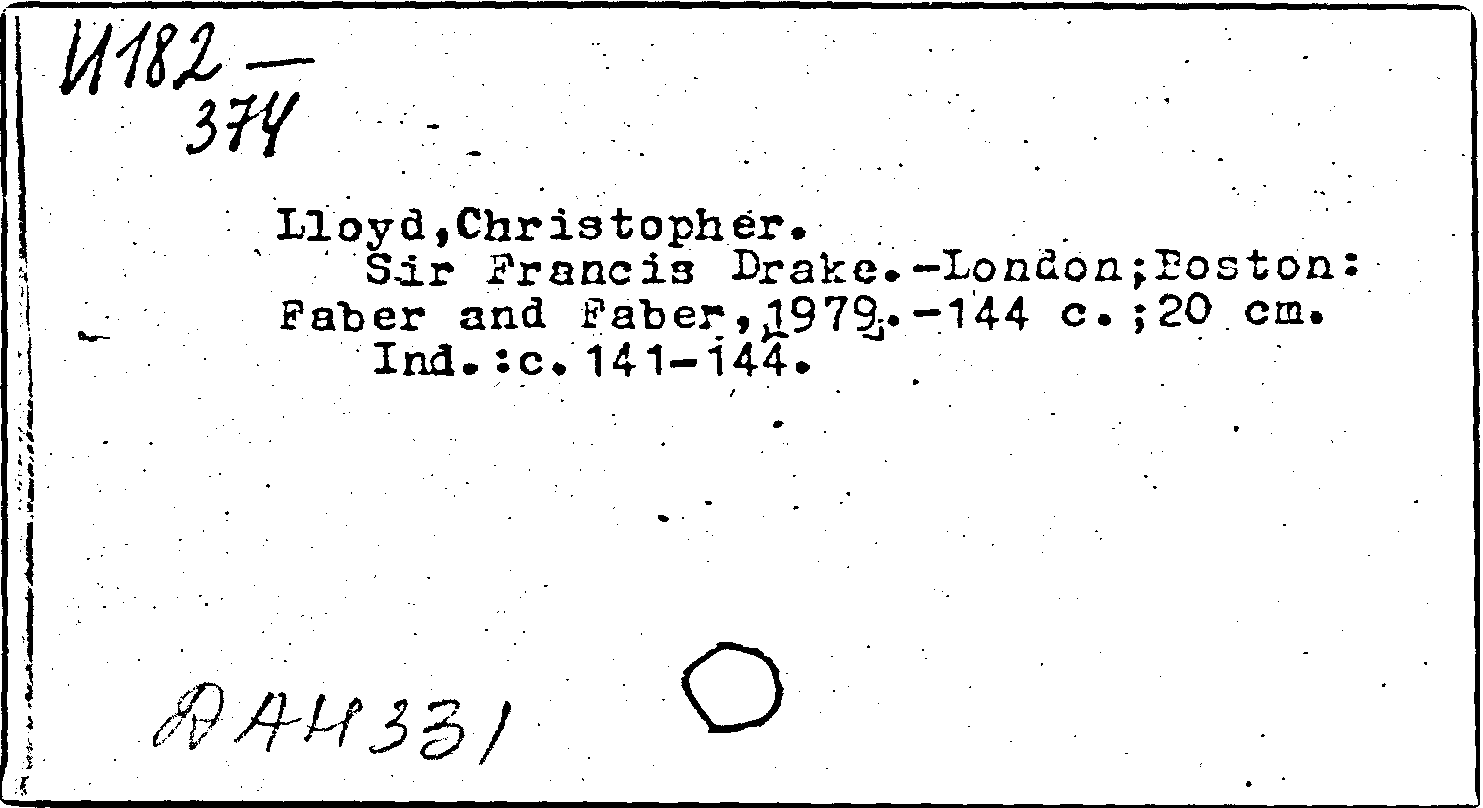 И182—
374
Lloyd,Christopher.
Sir Francis Drake.-London;Boston:
Faber and Faber,1979.-144 с.;20 cm.
Ind.:с.141-144.
ДАН331